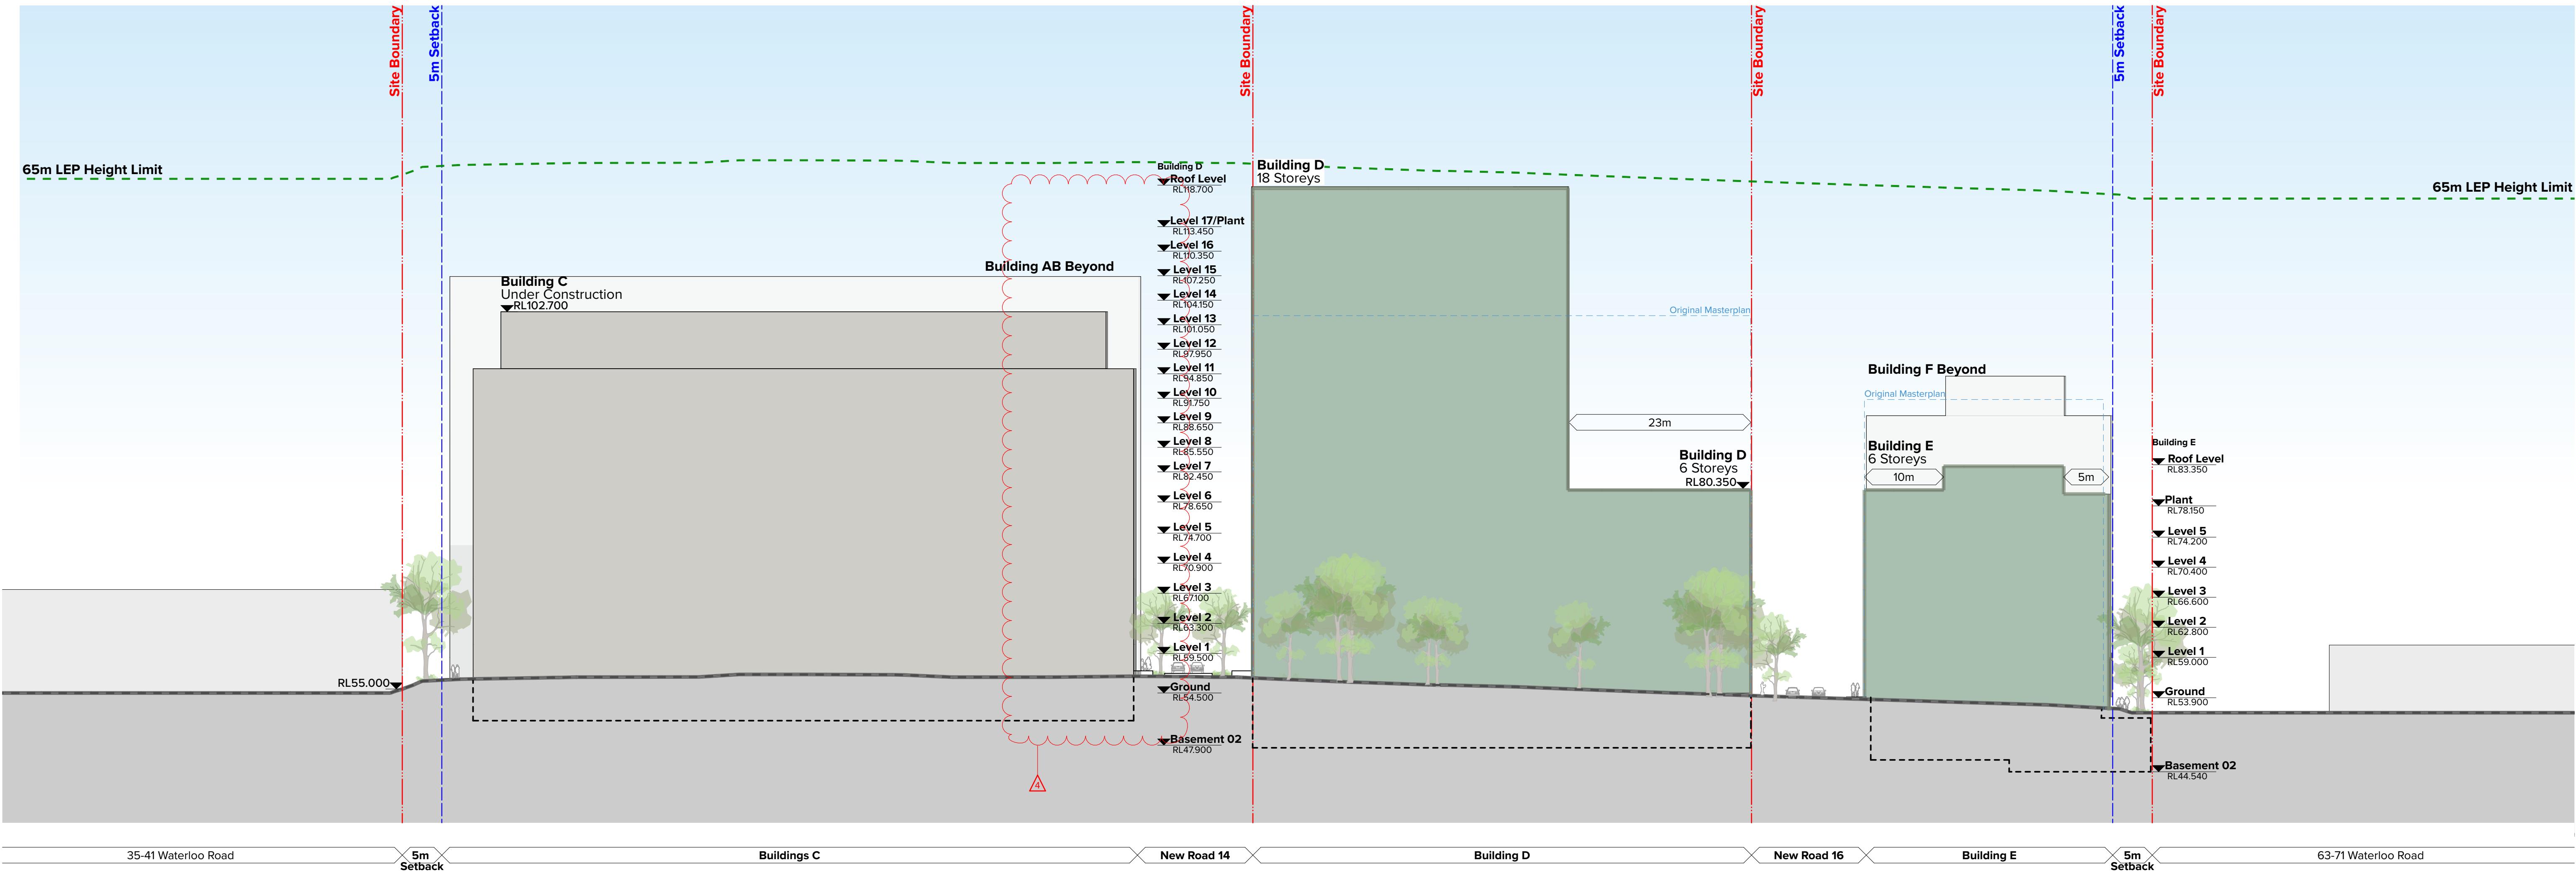 Site Boundary
5m Setback
Site Boundary
Site Boundary
5m Setback
Site Boundary
65m LEP Height Limit
65m LEP Height Limit
Building C
Under Construction
RL102.700
Building AB Beyond
RL55.000
Building D
Roof Level
RL118.700
Level 17/Plant
RL113.450
Level 16
RL110.350
Level 15
RL107.250
Level 14
RL104.150
Level 13
RL101.050
Level 12
RL97.950
Level 11
RL94.850
Level 10
RL91.750
Level 9
RL88.650
Level 8
RL85.550
Level 7
RL82.450
Level 6
RL78.650
Level 5
RL74.700
Level 4
RL70.900
Level 3
RL67.100
Level 2
RL63.300
Level 1
RL59.500
Ground
RL54.500
Basement 02
RL47.900
4
Building D
18 Storeys
Original Masterplan
23m
Building D
6 Storeys
RL80.350
Building F Beyond
Original Masterplan
Building E
6 Storeys
10m
5m
Building E
Roof Level
RL83.350
Plant
RL78.150
Level 5
RL74.200
Level 4
RL70.400
Level 3
RL66.600
Level 2
RL62.800
Level 1
RL59.000
Ground
RL53.900
Basement 02
RL44.540
35-41 Waterloo Road
5m
Setback
Buildings C
New Road 14
Building D
New Road 16
Building E
5m
Setback
63-71 Waterloo Road